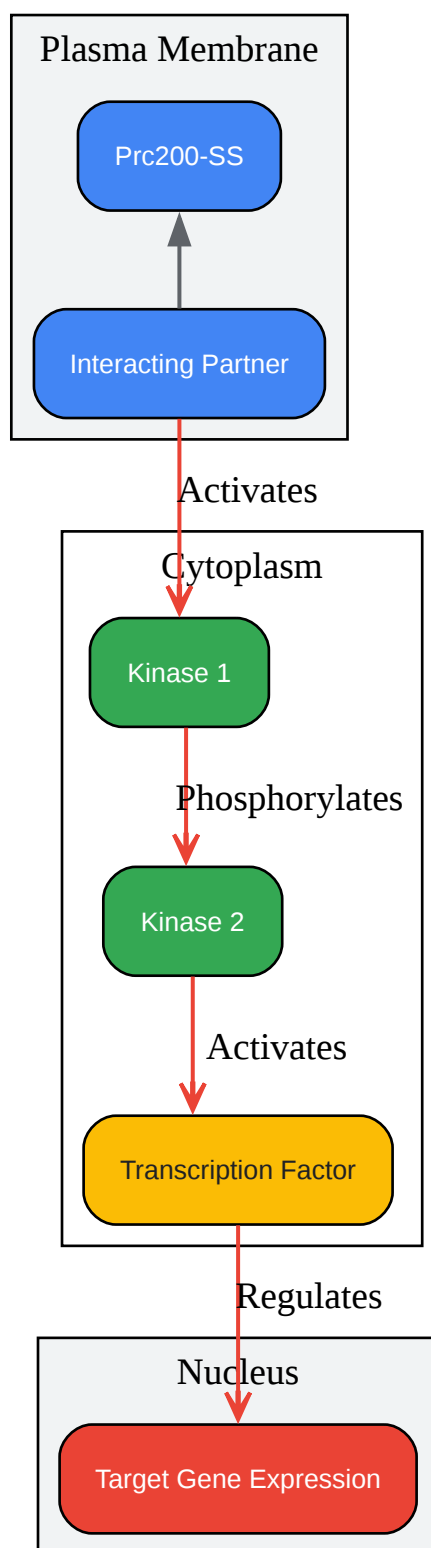 Plasma Membrane
Prc200-SS
Interacting Partner
Activates
Cytoplasm
Kinase 1
Phosphorylates
Kinase 2
Activates
Transcription Factor
Regulates
Nucleus
Target Gene Expression